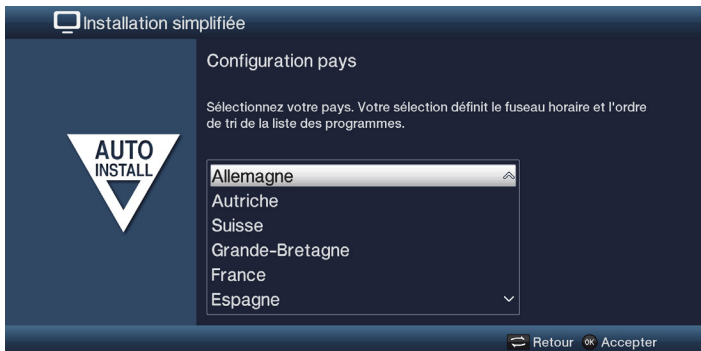 Installation simplifiée
Configuration pays
Sélectionnez votre pays. Votre sélection définit le fuseau horaire et l'ordre
de tri de la liste des programmes.
AUTO
INSTALL
Allemagne
Autriche
Suisse
Grande-Bretagne
France
Espagne
Retour OK Accepter